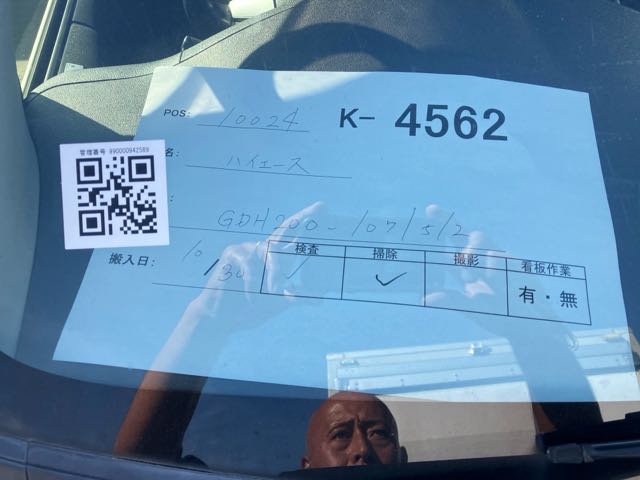 POS: 10024
K- 4562
管理番号 990000942589
名: ハイエース
: GDH200-1071512
搬入日: 10/30
検査 掃除 撮影 看板作業
✓ ✓ 有・無